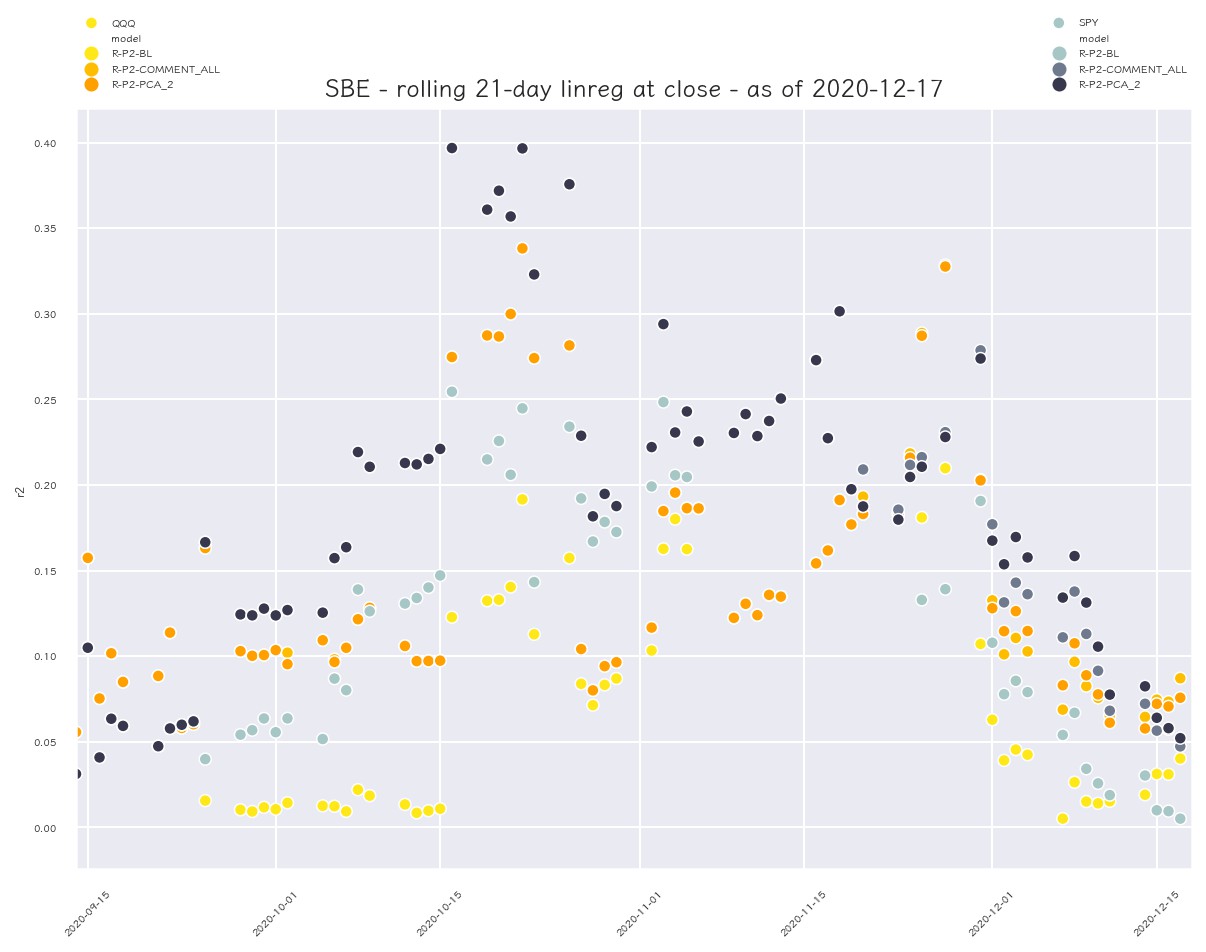 QQQ
model
R-P2-BL
R-P2-COMMENT_ALL
R-P2-PCA_2
SPY
model
R-P2-BL
R-P2-COMMENT_ALL
R-P2-PCA_2
SBE - rolling 21-day linreg at close - as of 2020-12-17
r2
0.40
0.35
0.30
0.25
0.20
0.15
0.10
0.05
0.00
2020-09-15
2020-10-01
2020-10-15
2020-11-01
2020-11-15
2020-12-01
2020-12-15